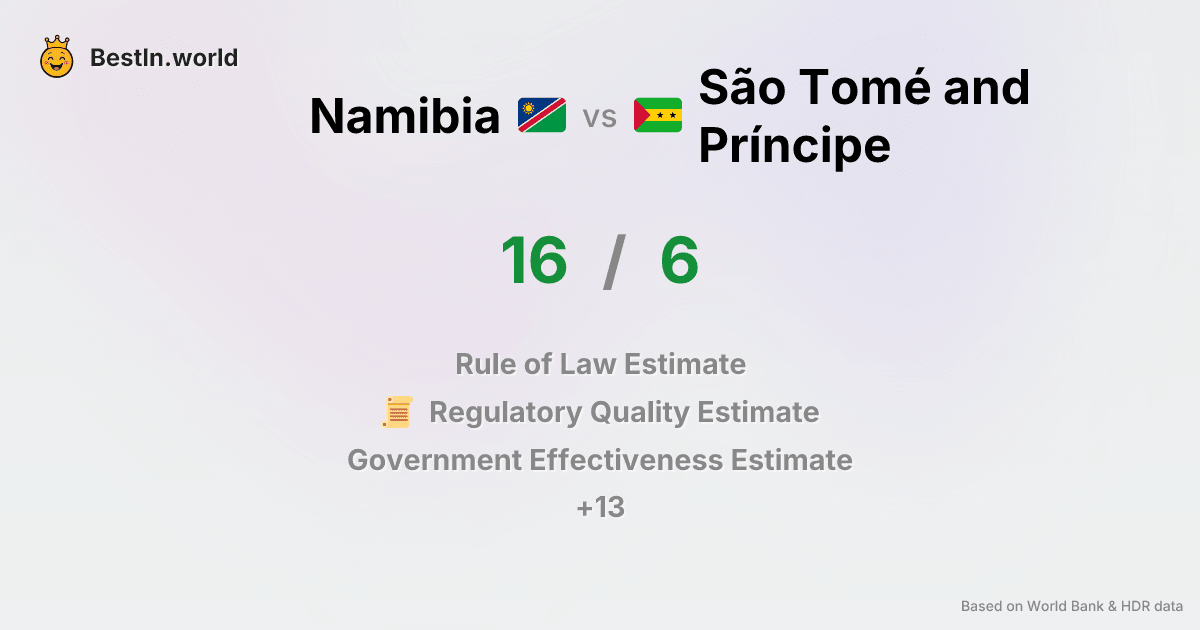 BestIn.world
Namibia vs São Tomé and
Príncipe
16 / 6
Rule of Law Estimate
Regulatory Quality Estimate
Government Effectiveness Estimate
+13
Based on World Bank & HDR data